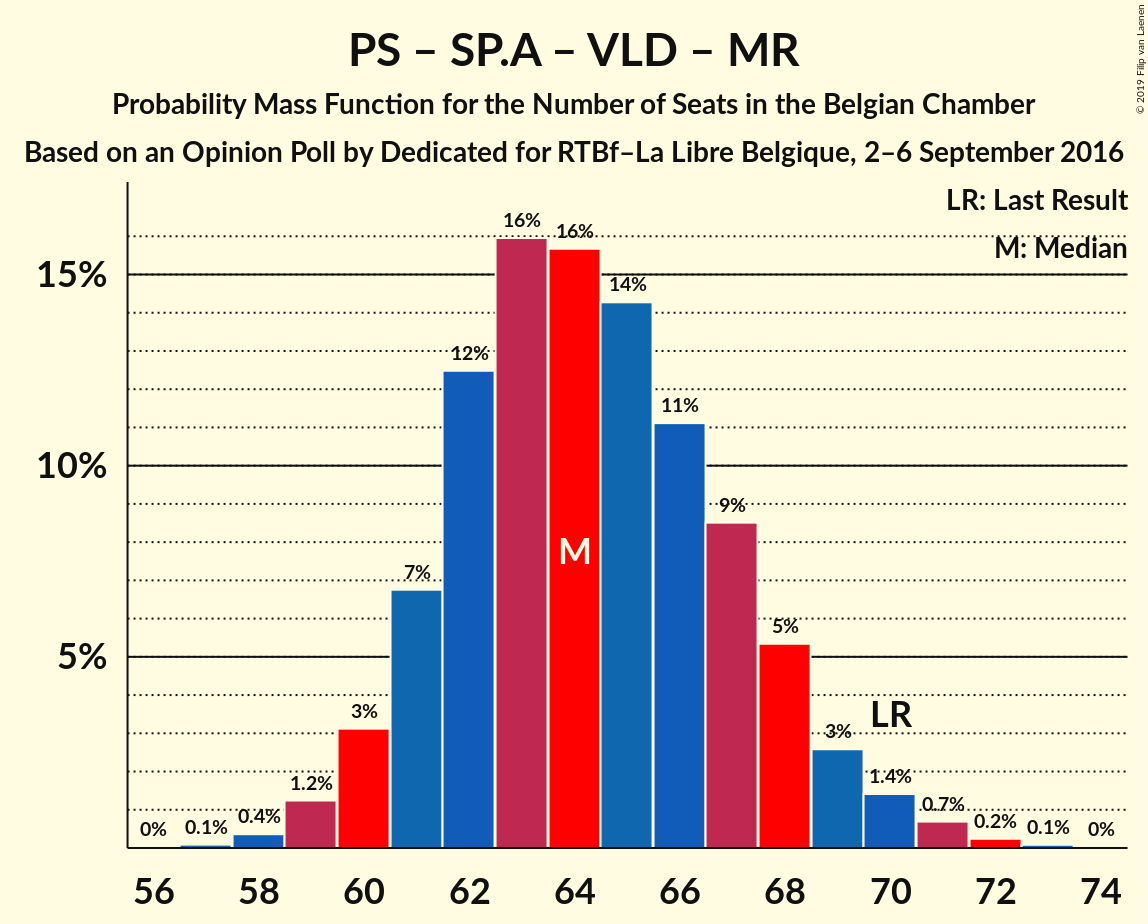 PS – SP.A – VLD – MR
Probability Mass Function for the Number of Seats in the Belgian Chamber
Based on an Opinion Poll by Dedicated for RTBf–La Libre Belgique, 2–6 September 2016
© 2019 Filip van Laenen
LR: Last Result
M: Median
15%
10%
5%
0%
0.1%
0.4%
1.2%
3%
7%
12%
16%
16%
14%
11%
9%
5%
3%
1.4%
0.7%
0.2%
0.1%
0%
M
LR
56 58 60 62 64 66 68 70 72 74